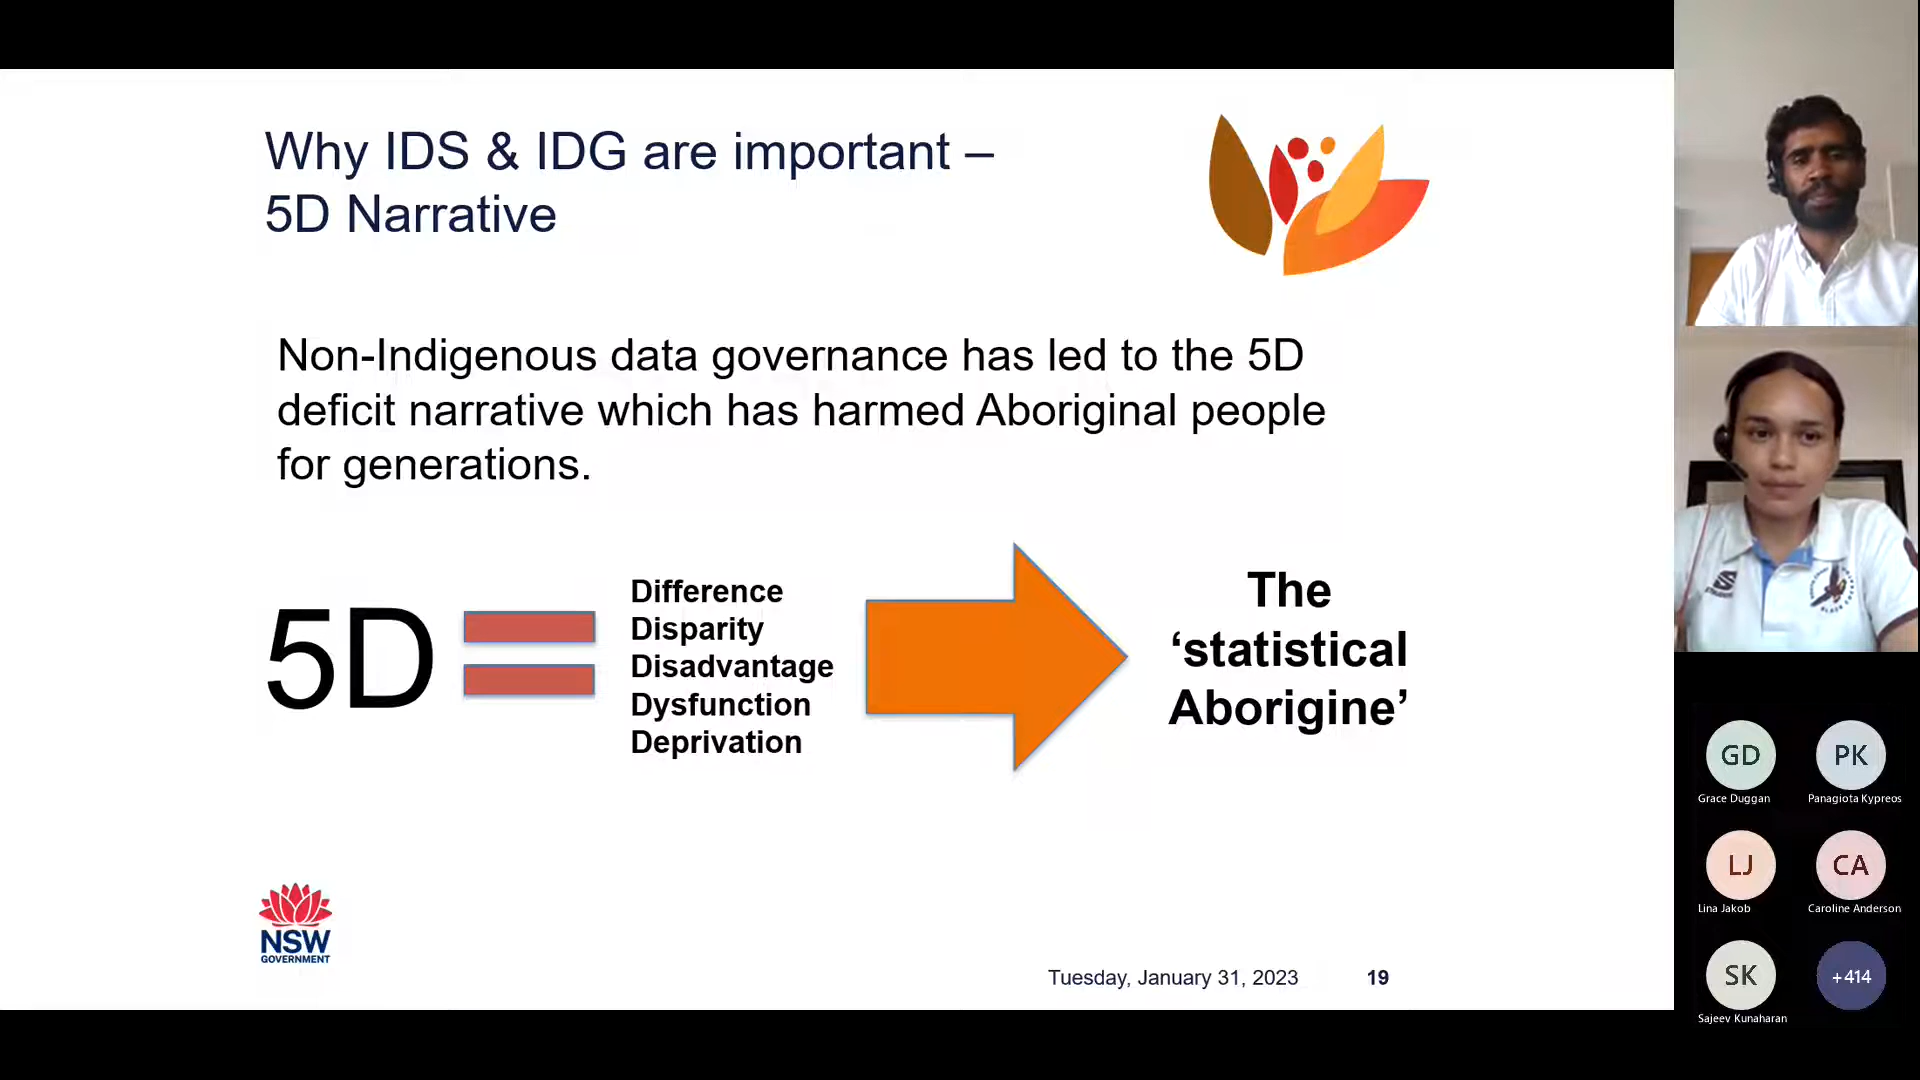 Why IDS & IDG are important –
5D Narrative
Non-Indigenous data governance has led to the 5D
deficit narrative which has harmed Aboriginal people
for generations.
5D
Difference
Disparity
Disadvantage
Dysfunction
Deprivation
The
‘statistical
Aborigine’
NSW
GOVERNMENT
Tuesday, January 31, 2023
19
GD
Grace Duggan
PK
Panagiota Kypreos
LJ
Lina Jakob
CA
Caroline Anderson
SK
Sajeev Kunaharan
+414